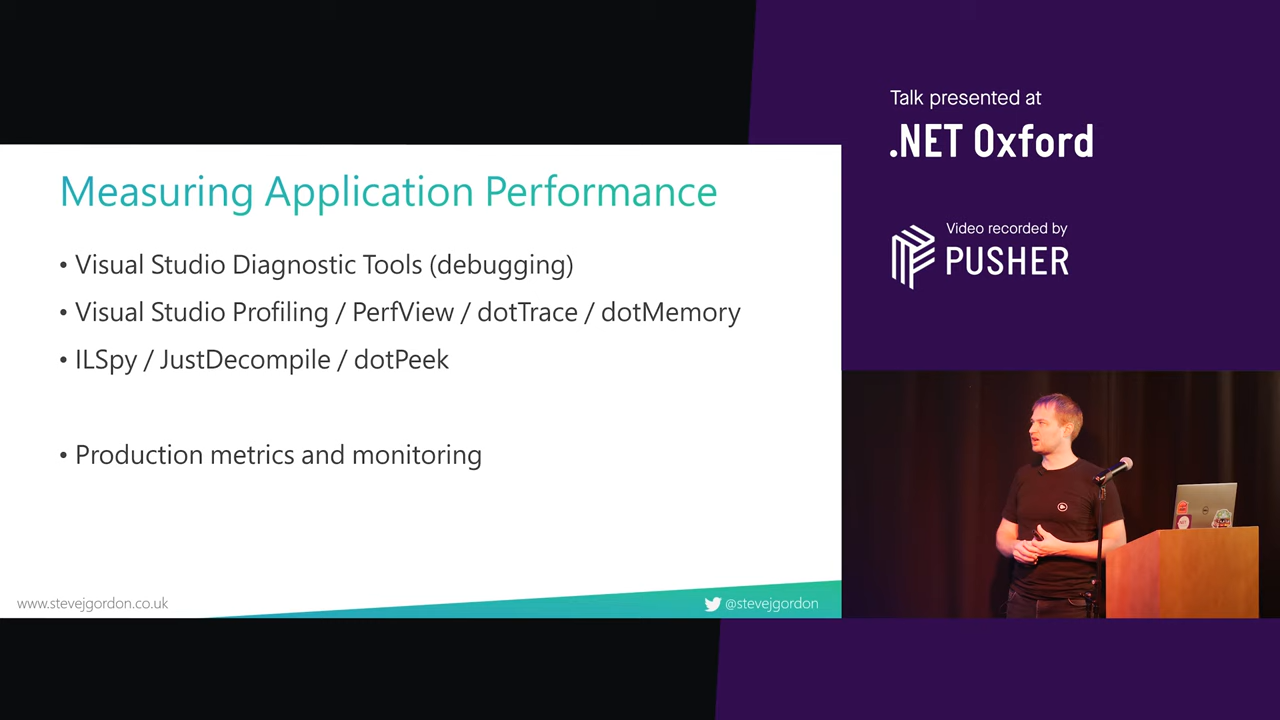 Talk presented at
.NET Oxford
Video recorded by
PUSHER
Measuring Application Performance
• Visual Studio Diagnostic Tools (debugging)
• Visual Studio Profiling / PerfView / dotTrace / dotMemory
• ILSpy / JustDecompile / dotPeek
• Production metrics and monitoring
www.stevejgordon.co.uk
@stevejgordon